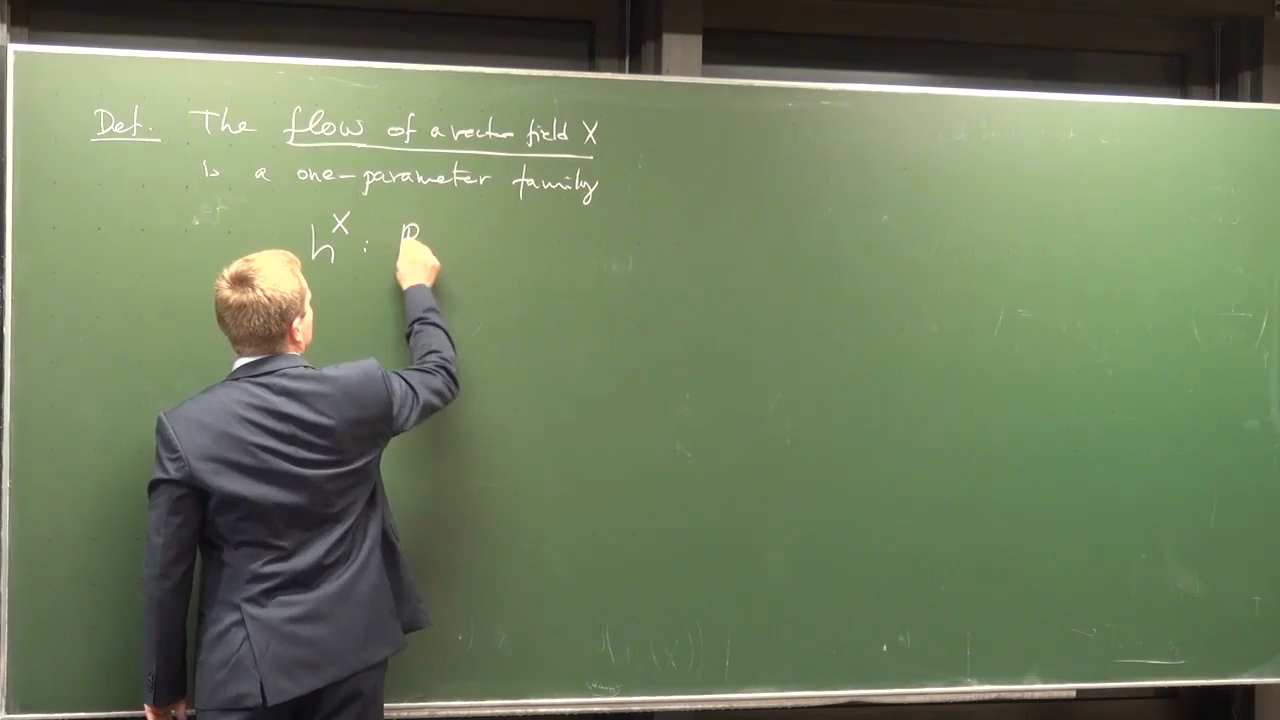 Def. The flow of a vector field X
is a one-parameter family
h^X : R